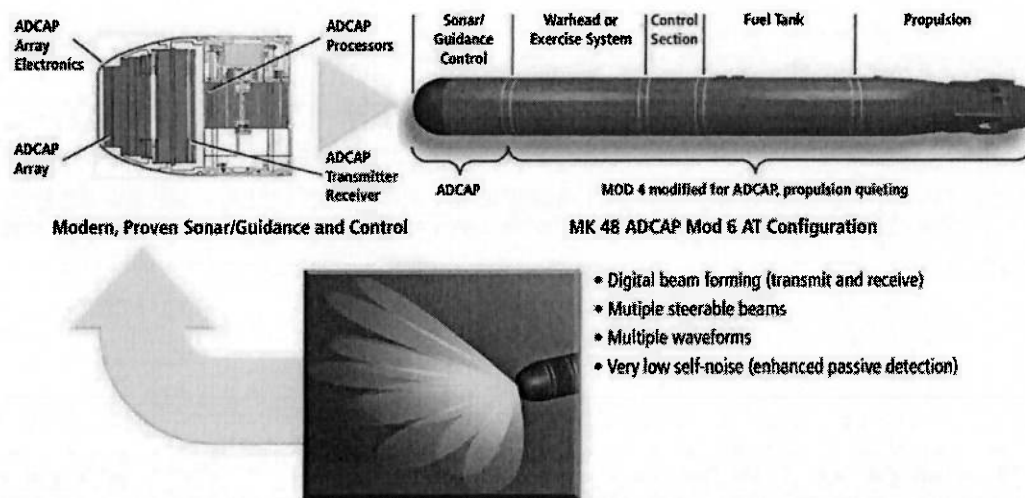 ADCAP
Array
Electronics
ADCAP
Processors
ADCAP
Array
ADCAP
Transmitter
Receiver
Modern, Proven Sonar/Guidance and Control
Sonar/
Guidance
Control
Warhead or
Exercise System
Control
Section
Fuel Tank
Propulsion
ADCAP
MOD 4 modified for ADCAP, propulsion quieting
MK 48 ADCAP Mod 6 AT Configuration
• Digital beam forming (transmit and receive)
• Mutiple steerable beams
• Multiple waveforms
• Very low self-noise (enhanced passive detection)